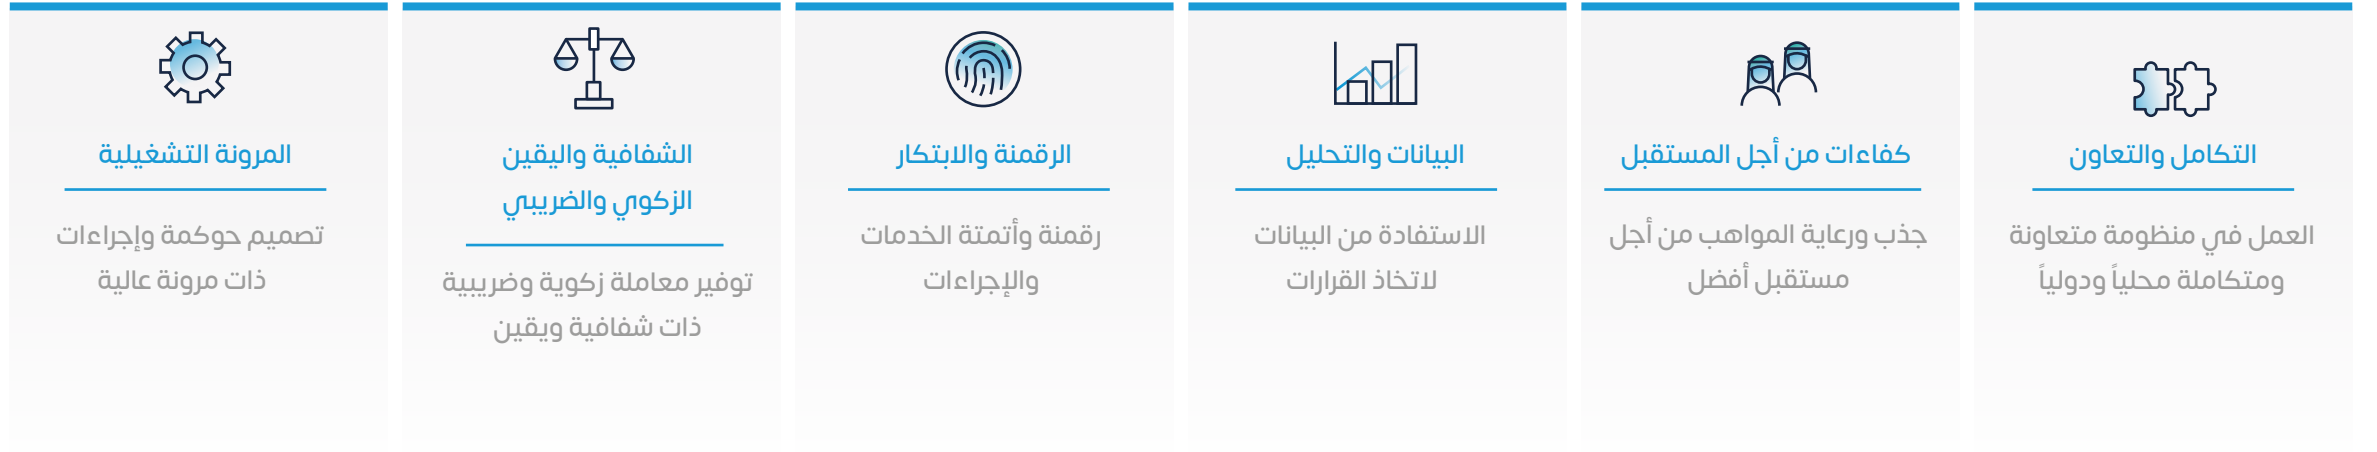 التكامل والتعاون
العمل في منظومة متعاونة
ومتكاملة محلياً ودولياً
كفاءات من أجل المستقبل
جذب ورعاية المواهب من أجل
مستقبل أفضل
البيانات والتحليل
الاستفادة من البيانات
لاتخاذ القرارات
الرقمنة والابتكار
رقمنة وأتمتة الخدمات
والإجراءات
الشفافية واليقين
الزكوي والضريبي
توفير معاملة زكوية وضريبية
ذات شفافية ويقين
المرونة التشغيلية
تصميم حوكمة وإجراءات
ذات مرونة عالية